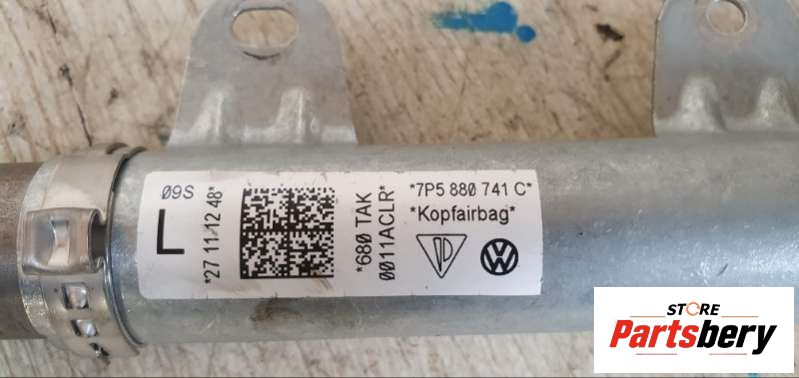 09S
L
*27 11 12 48*
*680 TAK
0011ACLR*
*7P5 880 741 C*
*Kopfairbag*
STORE
Partsbery